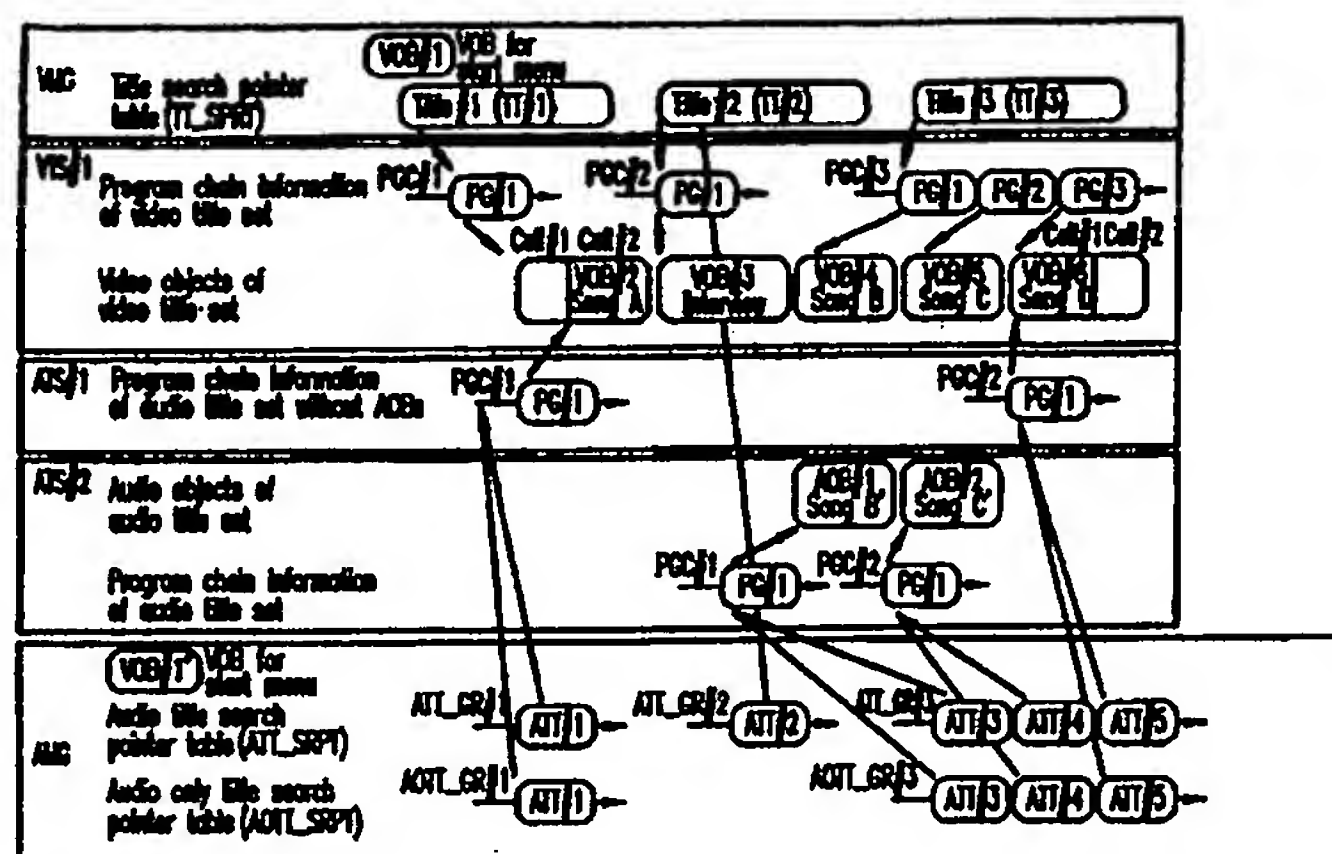 VOB#1 VOB for
start menu
VMG Title search pointer
table (TT_SRPT)
Title #1 (TT#1)
Title #2 (TT#2)
Title #3 (TT#3)
VTS#1
Program chain information
of video title set
PGC#1
PG#1
PGC#2
PG#1
PGC#3
PG#1
PG#2
PG#3
Cell#1 Cell#2
Cell#1 Cell#2
Video objects of
video title set
VOB#2
Song A
VOB#3
Interview
VOB#4
Song B
VOB#5
Song C
VOB#6
Song D
ATS#1 Program chain information
of audio title set without AOBs
PGC#1
PG#1
PGC#2
PG#1
ATS#2 Audio objects of
audio title set
AOB#1,
Song B'
AOB#2,
Song C'
Program chain information
of audio title set
PGC#1
PG#1
PGC#2
PG#1
VOB#1' VOB for
start menu
AMG
Audio title search
pointer table (ATT_SRPT)
ATT_GR#1
ATT#1
ATT_GR#2
ATT#2
ATT_GR#3
ATT#3
ATT#4
ATT#5
Audio only title search
pointer table (AOTT_SRPT)
AOTT_GR#1
ATT#1
AOTT_GR#3
ATT#3
ATT#4
ATT#5